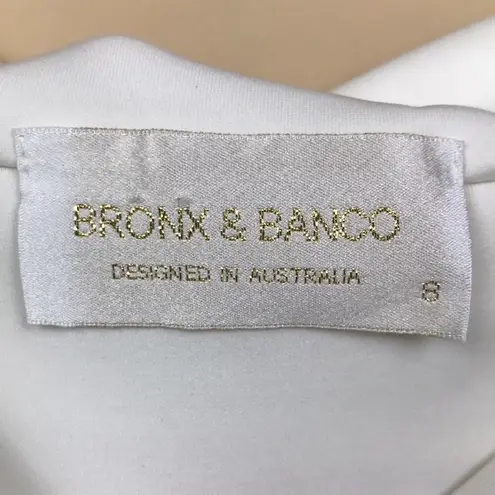 BRONX & BANCO
DESIGNED IN AUSTRALIA
8